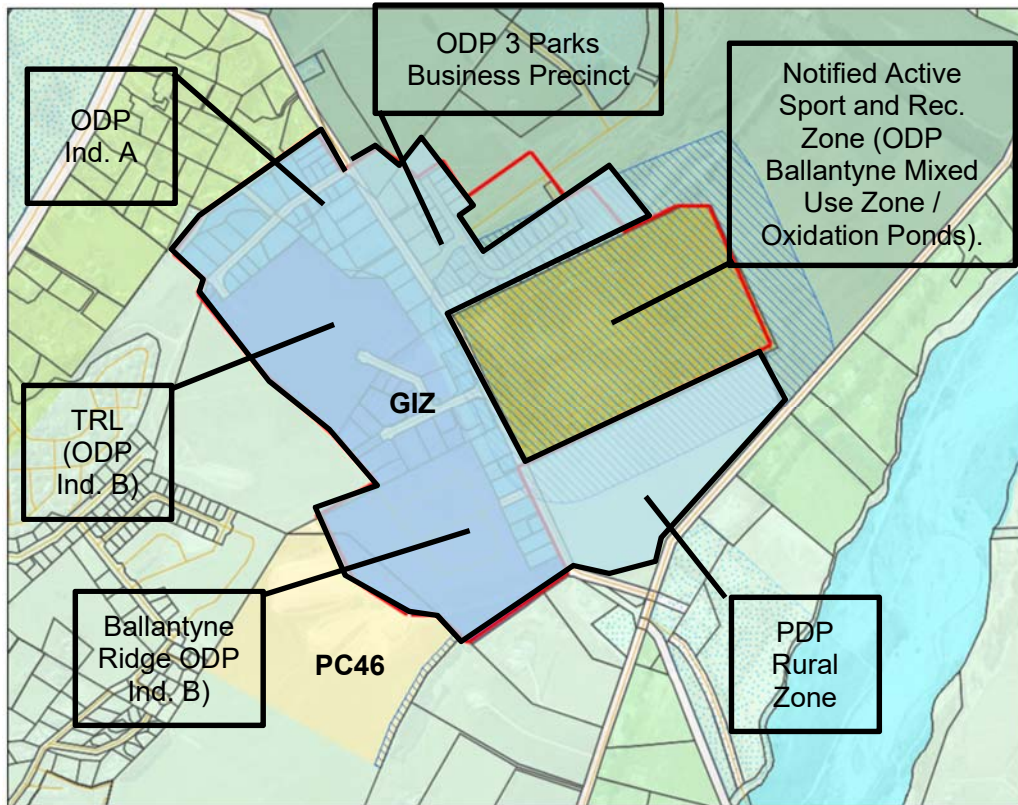 ODP 3 Parks
Business Precinct
Notified Active
Sport and Rec.
Zone (ODP
Ballantyne Mixed
Use Zone /
Oxidation Ponds).
ODP
Ind. A
GIZ
TRL
(ODP
Ind. B)
Ballantyne
Ridge ODP
Ind. B)
PC46
PDP
Rural
Zone